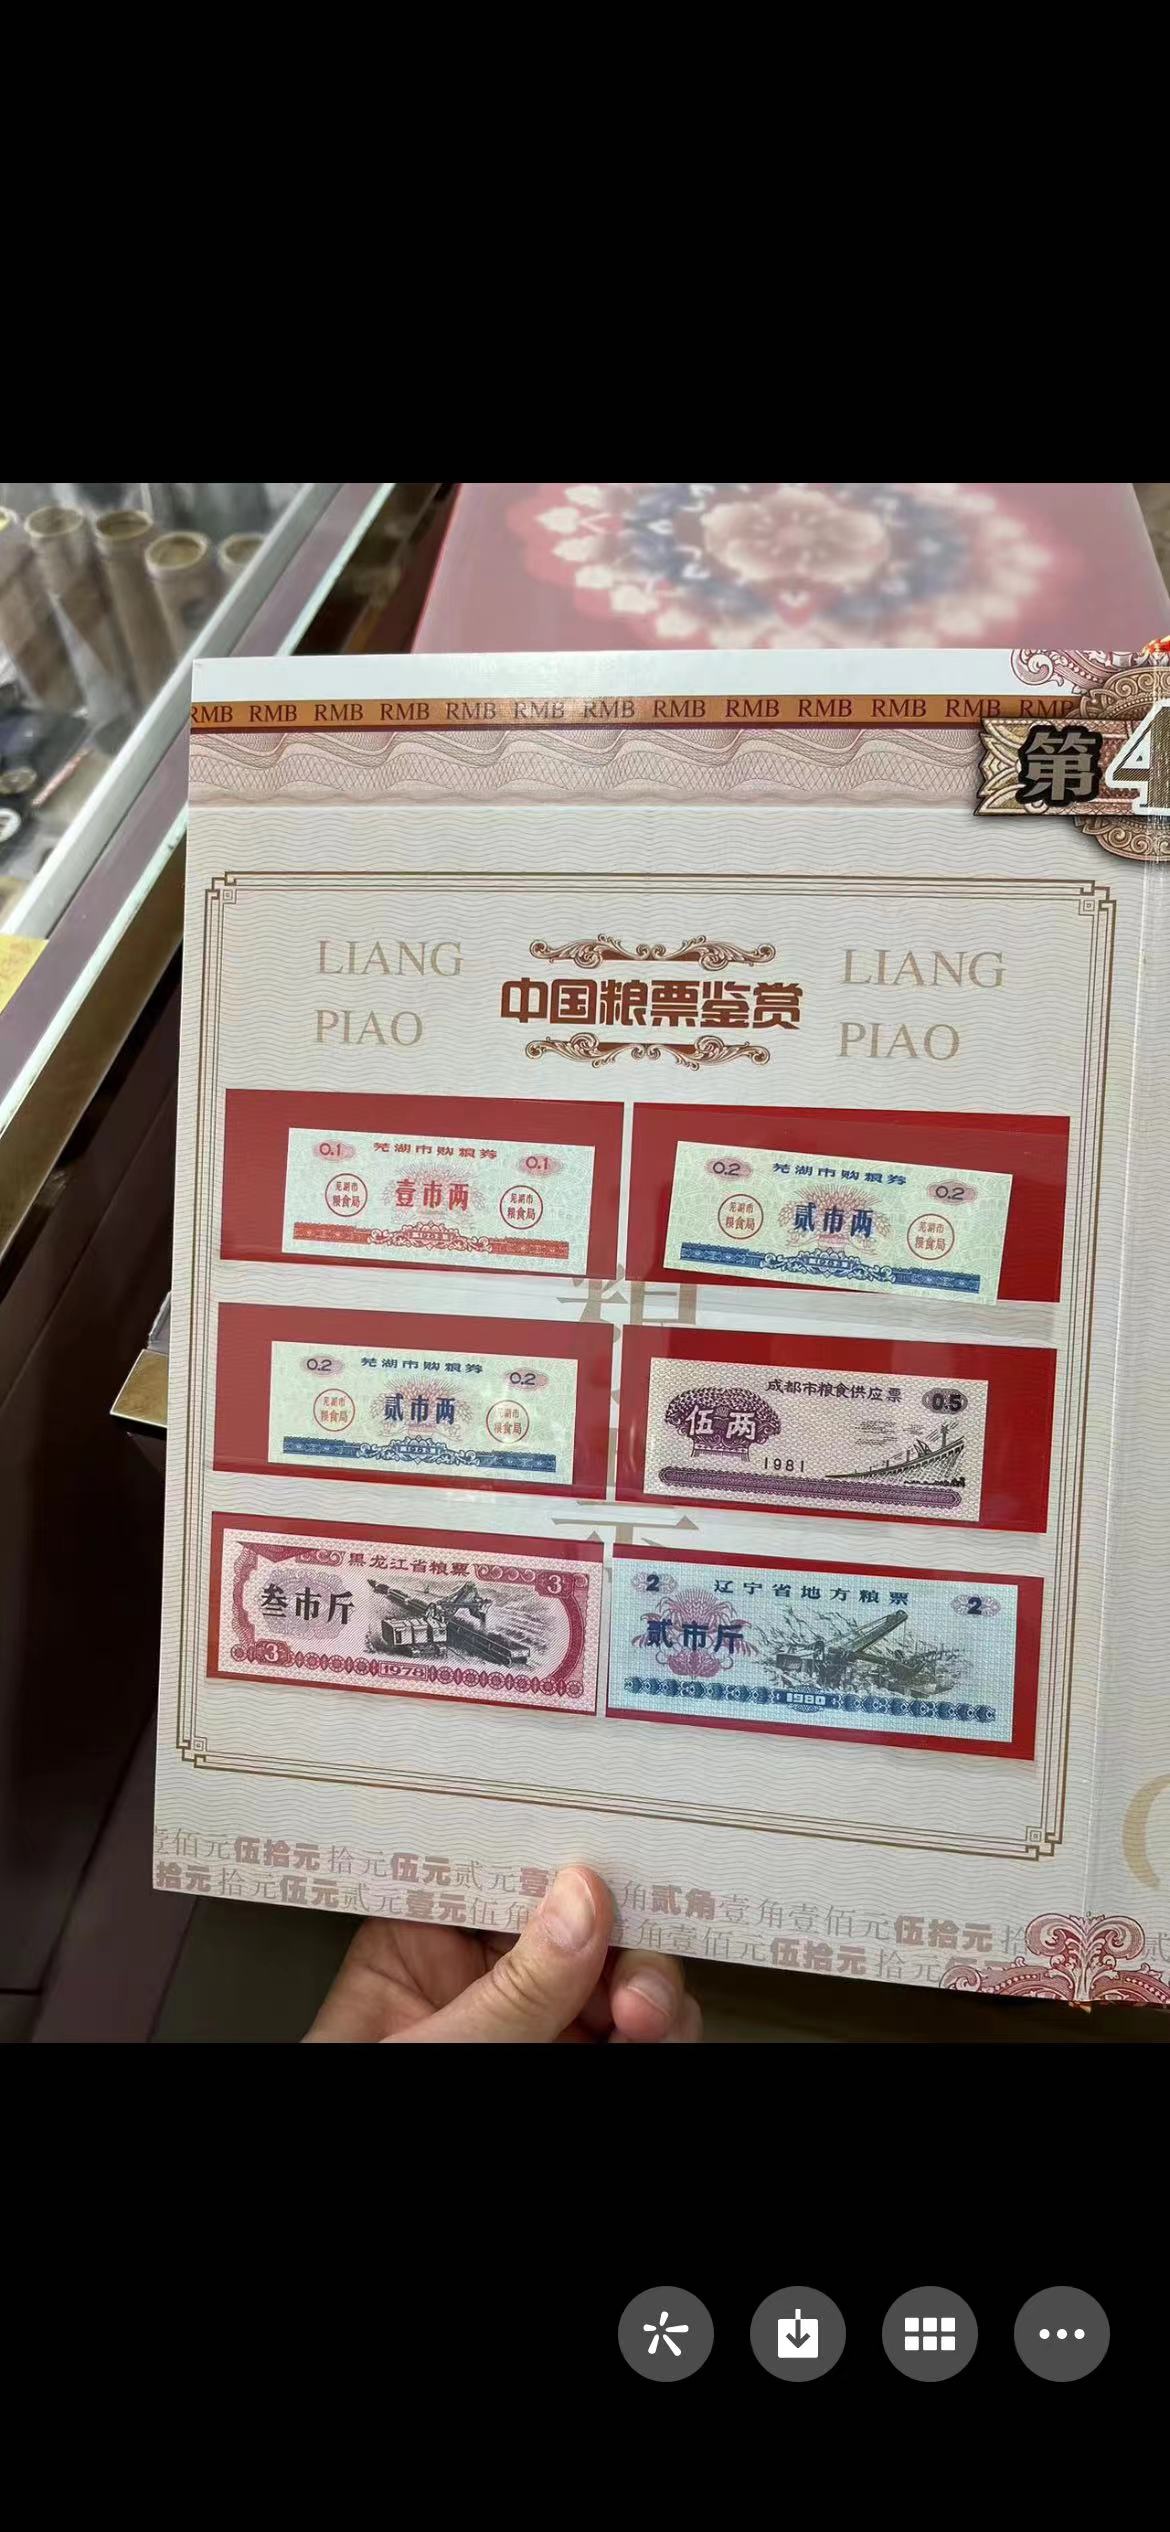 RMB RMB RMB RMB RMB RMB RMB RMB RMB RMB RMB RMB RMB
第4
LIANG PIAO
中国粮票鉴赏
LIANG PIAO
0.1 芜湖市购粮券 0.1
芜湖市粮食局 壹市两 芜湖市粮食局
0.2 芜湖市购粮券 0.2
芜湖市粮食局 贰市两 芜湖市粮食局
0.2 芜湖市购粮券 0.2
芜湖市粮食局 贰市两 芜湖市粮食局
成都市粮食供应票 0.5
伍两
1981
黑龙江省粮票 3
叁市斤
3 1978
2 辽宁省地方粮票 2
贰市斤
1980
佰元伍拾元拾元伍元贰元壹 角贰角壹角壹佰元伍拾元拾 贰
拾元拾元伍元贰元壹元伍角 角壹佰元伍拾元拾元